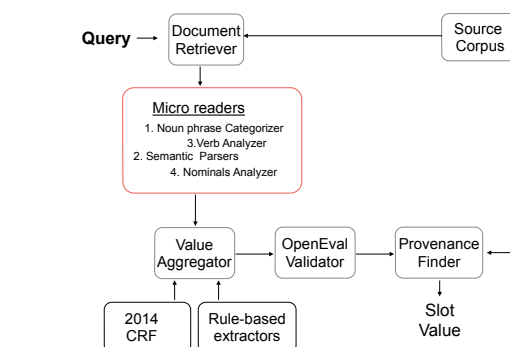 Query
Document
Retriever
Source
Corpus
Micro readers
1. Noun phrase Categorizer
3.Verb Analyzer
2. Semantic Parsers
4. Nominals Analyzer
Value
Aggregator
OpenEval
Validator
Provenance
Finder
2014
CRF
Rule-based
extractors
Slot
Value